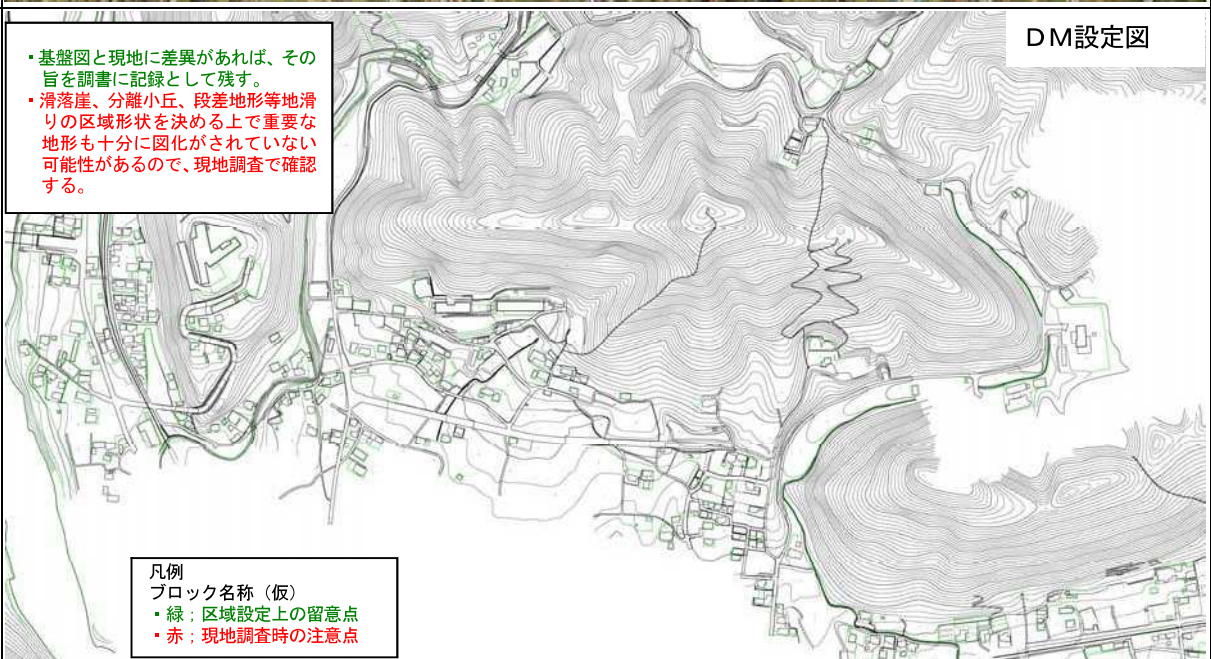 DM設定図
・基盤図と現地に差異があれば、その
旨を調書に記録として残す。
・滑落崖、分離小丘、段差地形等地滑
りの区域形状を決める上で重要な
地形も十分に図化がされていない
可能性があるので、現地調査で確認
する。
凡例
ブロック名称（仮）
・緑；区域設定上の留意点
・赤；現地調査時の注意点